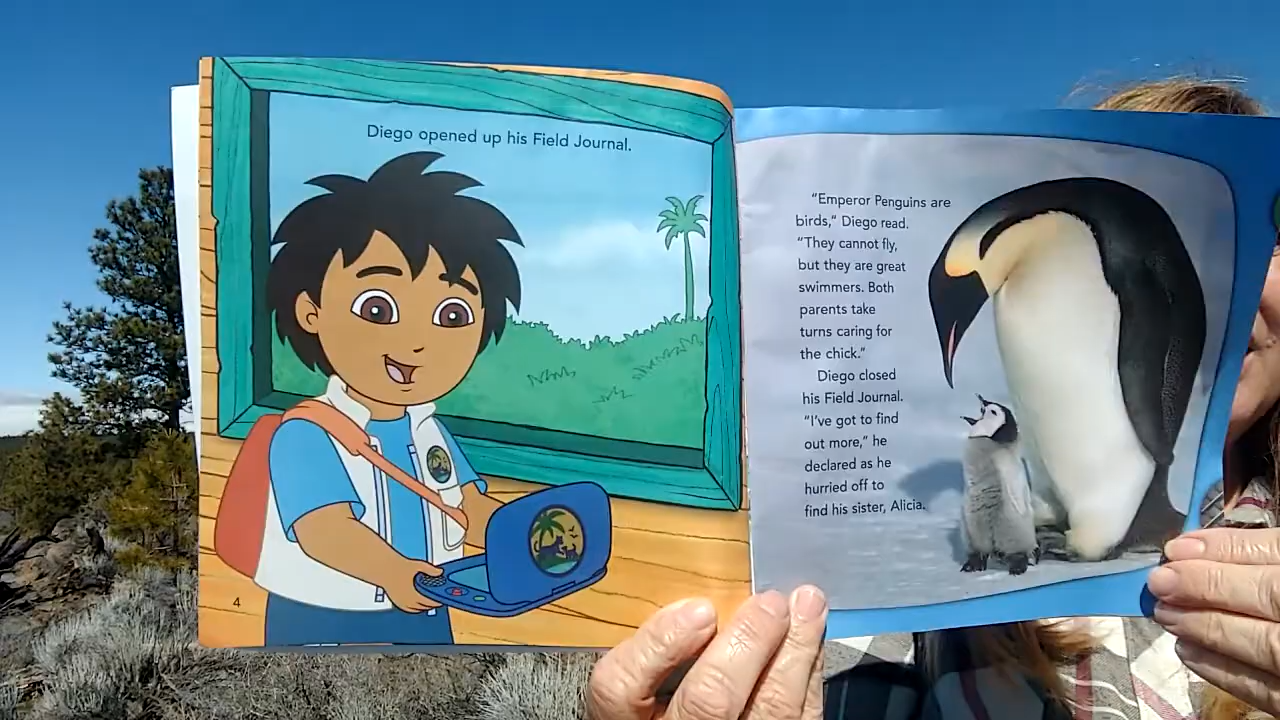 Diego opened up his Field Journal.
4
“Emperor Penguins are
birds,” Diego read.
“They cannot fly,
but they are great
swimmers. Both
parents take
turns caring for
the chick.”
Diego closed
his Field Journal.
“I’ve got to find
out more,” he
declared as he
hurried off to
find his sister, Alicia.